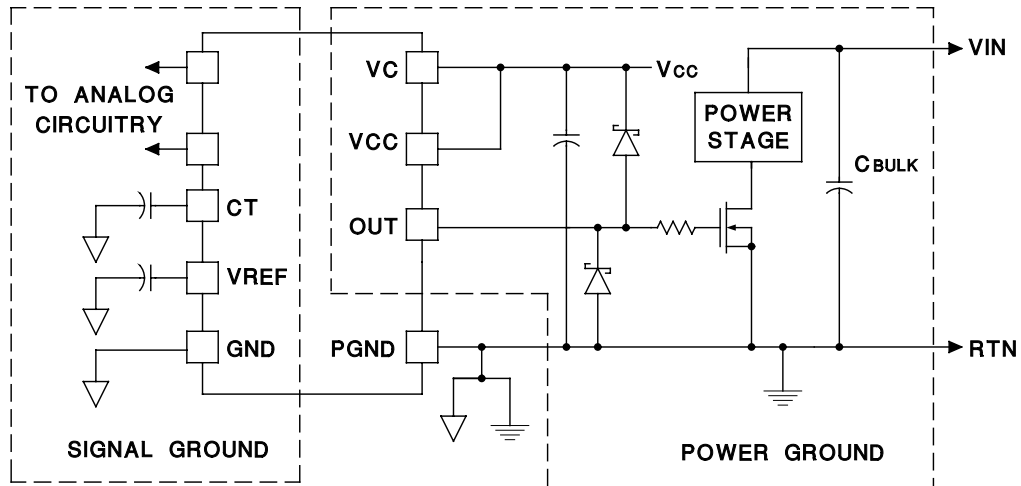 TO ANALOG
CIRCUITRY
CT
VREF
GND
SIGNAL GROUND
VC
VCC
OUT
PGND
VCC
POWER
STAGE
CBULK
VIN
RTN
POWER GROUND